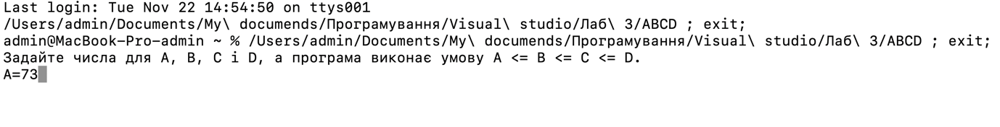 Last login: Tue Nov 22 14:54:50 on ttys001
/Users/admin/Documents/My\ documends/Програмування/Visual\ studio/Лаб\ 3/ABCD ; exit;
admin@MacBook-Pro-admin ~ % /Users/admin/Documents/My\ documends/Програмування/Visual\ studio/Лаб\ 3/ABCD ; exit;
Задайте числа для A, B, C і D, а програма виконає умову A <= B <= C <= D.
A=73